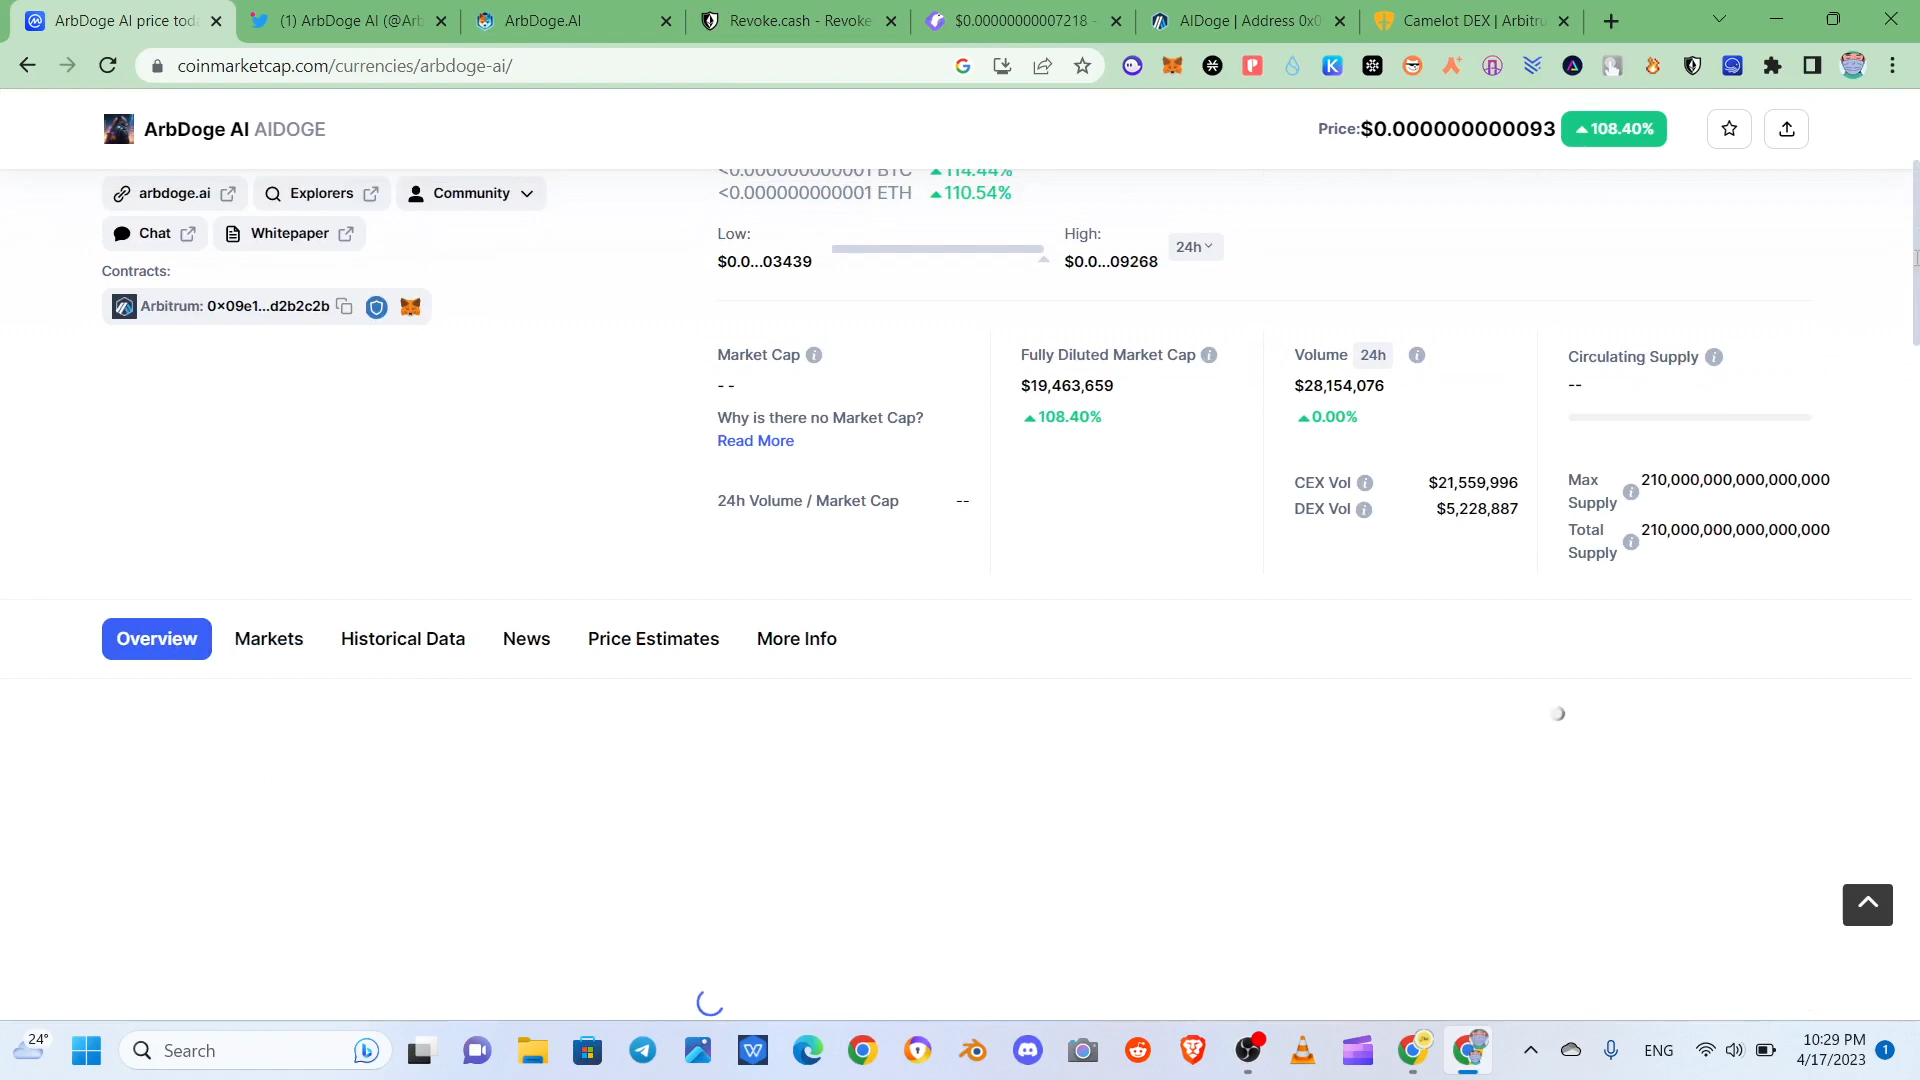 ArbDoge AI price toda
(1) ArbDoge AI (@Arb
ArbDoge.AI
Revoke.cash - Revoke
$0.00000000007218 -
AIDoge | Address 0x0
Camelot DEX | Arbitru
coinmarketcap.com/currencies/arbdoge-ai/
ArbDoge AI AIDOGE
Price:$0.000000000093 108.40%
<0.000000000001 BTC 114.44%
<0.000000000001 ETH 110.54%
arbdoge.ai
Explorers
Community
Chat
Whitepaper
Contracts:
Arbitrum: 0x09e1...d2b2c2b
Low:
$0.0...03439
High:
$0.0...09268
24h
Market Cap
- -
Why is there no Market Cap?
Read More
24h Volume / Market Cap --
Fully Diluted Market Cap
$19,463,659
108.40%
Volume 24h
$28,154,076
0.00%
CEX Vol $21,559,996
DEX Vol $5,228,887
Circulating Supply
--
Max Supply 210,000,000,000,000,000
Total Supply 210,000,000,000,000,000
Overview
Markets
Historical Data
News
Price Estimates
More Info
24°
Search
ENG
10:29 PM
4/17/2023
1